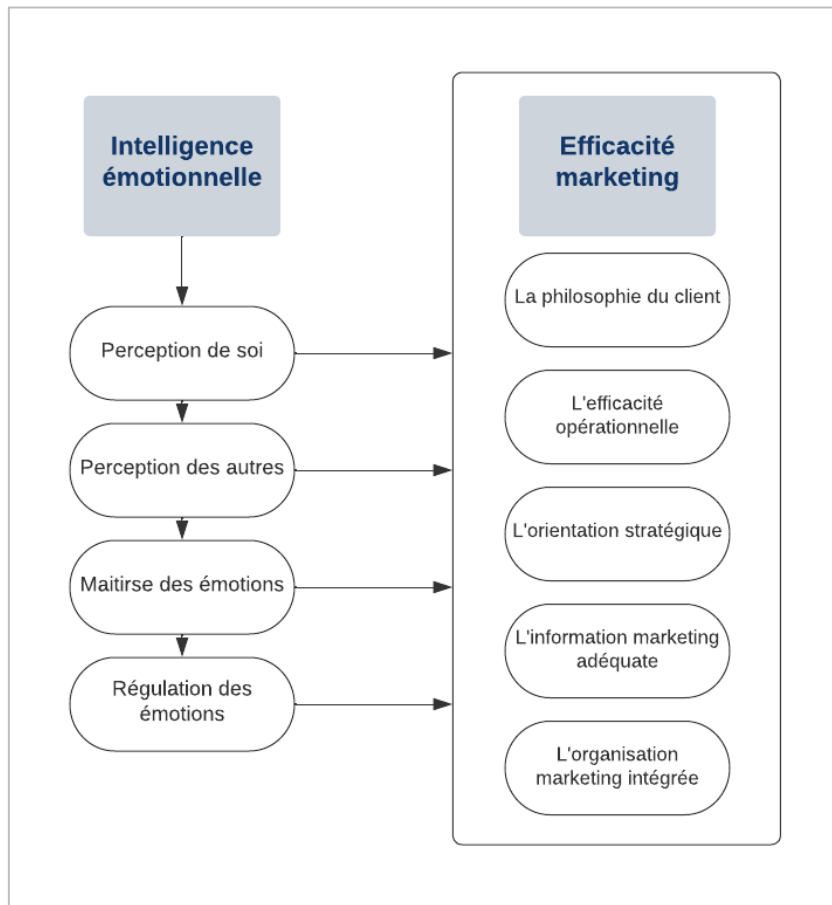 Intelligence
émotionnelle
Perception de soi
Perception des autres
Maitirse des émotions
Régulation des
émotions
Efficacité
marketing
La philosophie du client
L'efficacité
opérationnelle
L'orientation stratégique
L'information marketing
adéquate
L'organisation
marketing intégrée